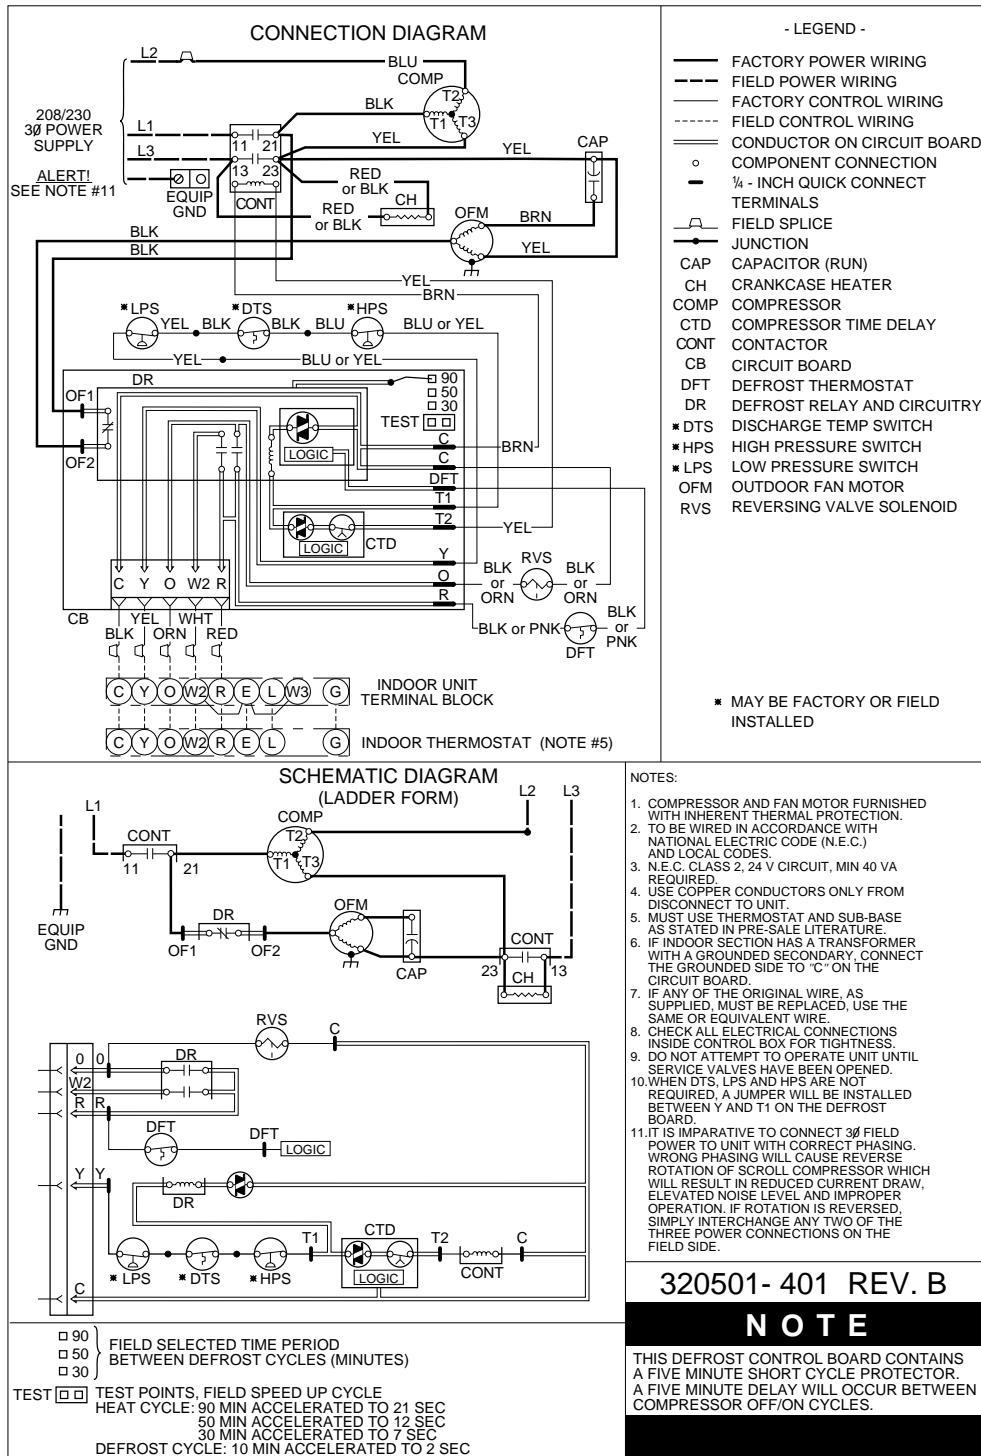 CONNECTION DIAGRAM
L2
BLU
COMP
T2
T1
T3
BLK
YEL
208/230
3Ø POWER
SUPPLY
L1
L3
11
21
13
23
ALERT!
SEE NOTE #11
EQUIP
GND
CONT
RED
or BLK
RED
or BLK
CH
YEL
CAP
OFM
BRN
YEL
BLK
BLK
YEL
BRN
* LPS
YEL
BLK
* DTS
BLK
BLU
* HPS
BLU or YEL
YEL
BLU or YEL
DR
OF1
OF2
90
50
30
TEST
LOGIC
C
BRN
C
DFT
T1
T2
YEL
LOGIC
CTD
Y
O
R
BLK
or
ORN
RVS
BLK
or
ORN
BLK or PNK
DFT
BLK
or
PNK
C Y O W2 R
CB
BLK
YEL
ORN
WHT
RED
C Y O W2 R E L W3 G
INDOOR UNIT
TERMINAL BLOCK
C Y O W2 R E L G
INDOOR THERMOSTAT (NOTE #5)
- LEGEND -
FACTORY POWER WIRING
FIELD POWER WIRING
FACTORY CONTROL WIRING
FIELD CONTROL WIRING
CONDUCTOR ON CIRCUIT BOARD
COMPONENT CONNECTION
¼ - INCH QUICK CONNECT
TERMINALS
FIELD SPLICE
JUNCTION
CAP CAPACITOR (RUN)
CH CRANKCASE HEATER
COMP COMPRESSOR
CTD COMPRESSOR TIME DELAY
CONT CONTACTOR
CB CIRCUIT BOARD
DFT DEFROST THERMOSTAT
DR DEFROST RELAY AND CIRCUITRY
* DTS DISCHARGE TEMP SWITCH
* HPS HIGH PRESSURE SWITCH
* LPS LOW PRESSURE SWITCH
OFM OUTDOOR FAN MOTOR
RVS REVERSING VALVE SOLENOID
* MAY BE FACTORY OR FIELD
INSTALLED
SCHEMATIC DIAGRAM
(LADDER FORM)
L1
L2
L3
CONT
11
21
COMP
T2
T1
T3
EQUIP
GND
DR
OF1
OF2
OFM
CAP
CONT
23
13
CH
RVS
C
0 0
DR
W2
R R
DFT
DFT
LOGIC
Y Y
DR
T1
CTD
T2
C
LOGIC
CONT
* LPS
* DTS
* HPS
C
90
50
30
FIELD SELECTED TIME PERIOD
BETWEEN DEFROST CYCLES (MINUTES)
TEST
TEST POINTS, FIELD SPEED UP CYCLE
HEAT CYCLE: 90 MIN ACCELERATED TO 21 SEC
50 MIN ACCELERATED TO 12 SEC
30 MIN ACCELERATED TO 7 SEC
DEFROST CYCLE: 10 MIN ACCELERATED TO 2 SEC
NOTES:
1. COMPRESSOR AND FAN MOTOR FURNISHED
WITH INHERENT THERMAL PROTECTION.
2. TO BE WIRED IN ACCORDANCE WITH
NATIONAL ELECTRIC CODE (N.E.C.)
AND LOCAL CODES.
3. N.E.C. CLASS 2, 24 V CIRCUIT, MIN 40 VA
REQUIRED.
4. USE COPPER CONDUCTORS ONLY FROM
DISCONNECT TO UNIT.
5. MUST USE THERMOSTAT AND SUB-BASE
AS STATED IN PRE-SALE LITERATURE.
6. IF INDOOR SECTION HAS A TRANSFORMER
WITH A GROUNDED SECONDARY, CONNECT
THE GROUNDED SIDE TO "C" ON THE
CIRCUIT BOARD.
7. IF ANY OF THE ORIGINAL WIRE, AS
SUPPLIED, MUST BE REPLACED, USE THE
SAME OR EQUIVALENT WIRE.
8. CHECK ALL ELECTRICAL CONNECTIONS
INSIDE CONTROL BOX FOR TIGHTNESS.
9. DO NOT ATTEMPT TO OPERATE UNIT UNTIL
SERVICE VALVES HAVE BEEN OPENED.
10.WHEN DTS, LPS AND HPS ARE NOT
REQUIRED, A JUMPER WILL BE INSTALLED
BETWEEN Y AND T1 ON THE DEFROST
BOARD.
11.IT IS IMPARATIVE TO CONNECT 3Ø FIELD
POWER TO UNIT WITH CORRECT PHASING.
WRONG PHASING WILL CAUSE REVERSE
ROTATION OF SCROLL COMPRESSOR WHICH
WILL RESULT IN REDUCED CURRENT DRAW,
ELEVATED NOISE LEVEL AND IMPROPER
OPERATION. IF ROTATION IS REVERSED,
SIMPLY INTERCHANGE ANY TWO OF THE
THREE POWER CONNECTIONS ON THE
FIELD SIDE.
320501- 401 REV. B
NOTE
THIS DEFROST CONTROL BOARD CONTAINS
A FIVE MINUTE SHORT CYCLE PROTECTOR.
A FIVE MINUTE DELAY WILL OCCUR BETWEEN
COMPRESSOR OFF/ON CYCLES.